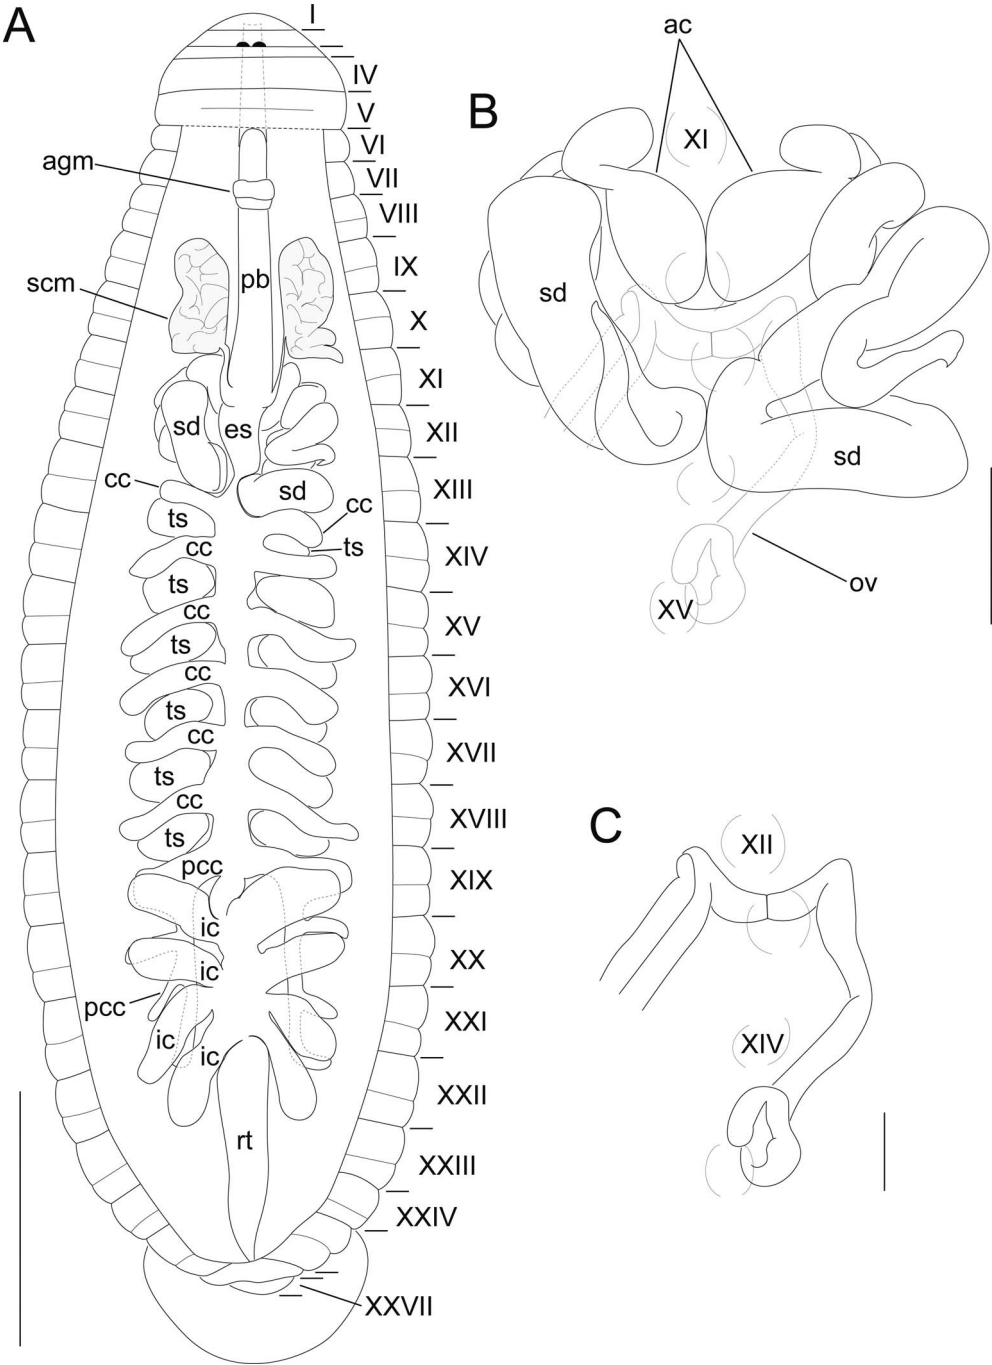 A
I
IV
V
VI
agm
VII
VIII
IX
scm
pb
X
XI
sd
es
XII
cc
sd
XIII
ts
cc
cc
ts
XIV
ts
cc
XV
ts
cc
XVI
ts
cc
XVII
ts
cc
XVIII
ts
pcc
XIX
ic
ic
XX
pcc
XXI
ic
ic
XXII
rt
XXIII
XXIV
XXVII
B
ac
XI
sd
sd
ov
XV
C
XII
XIV